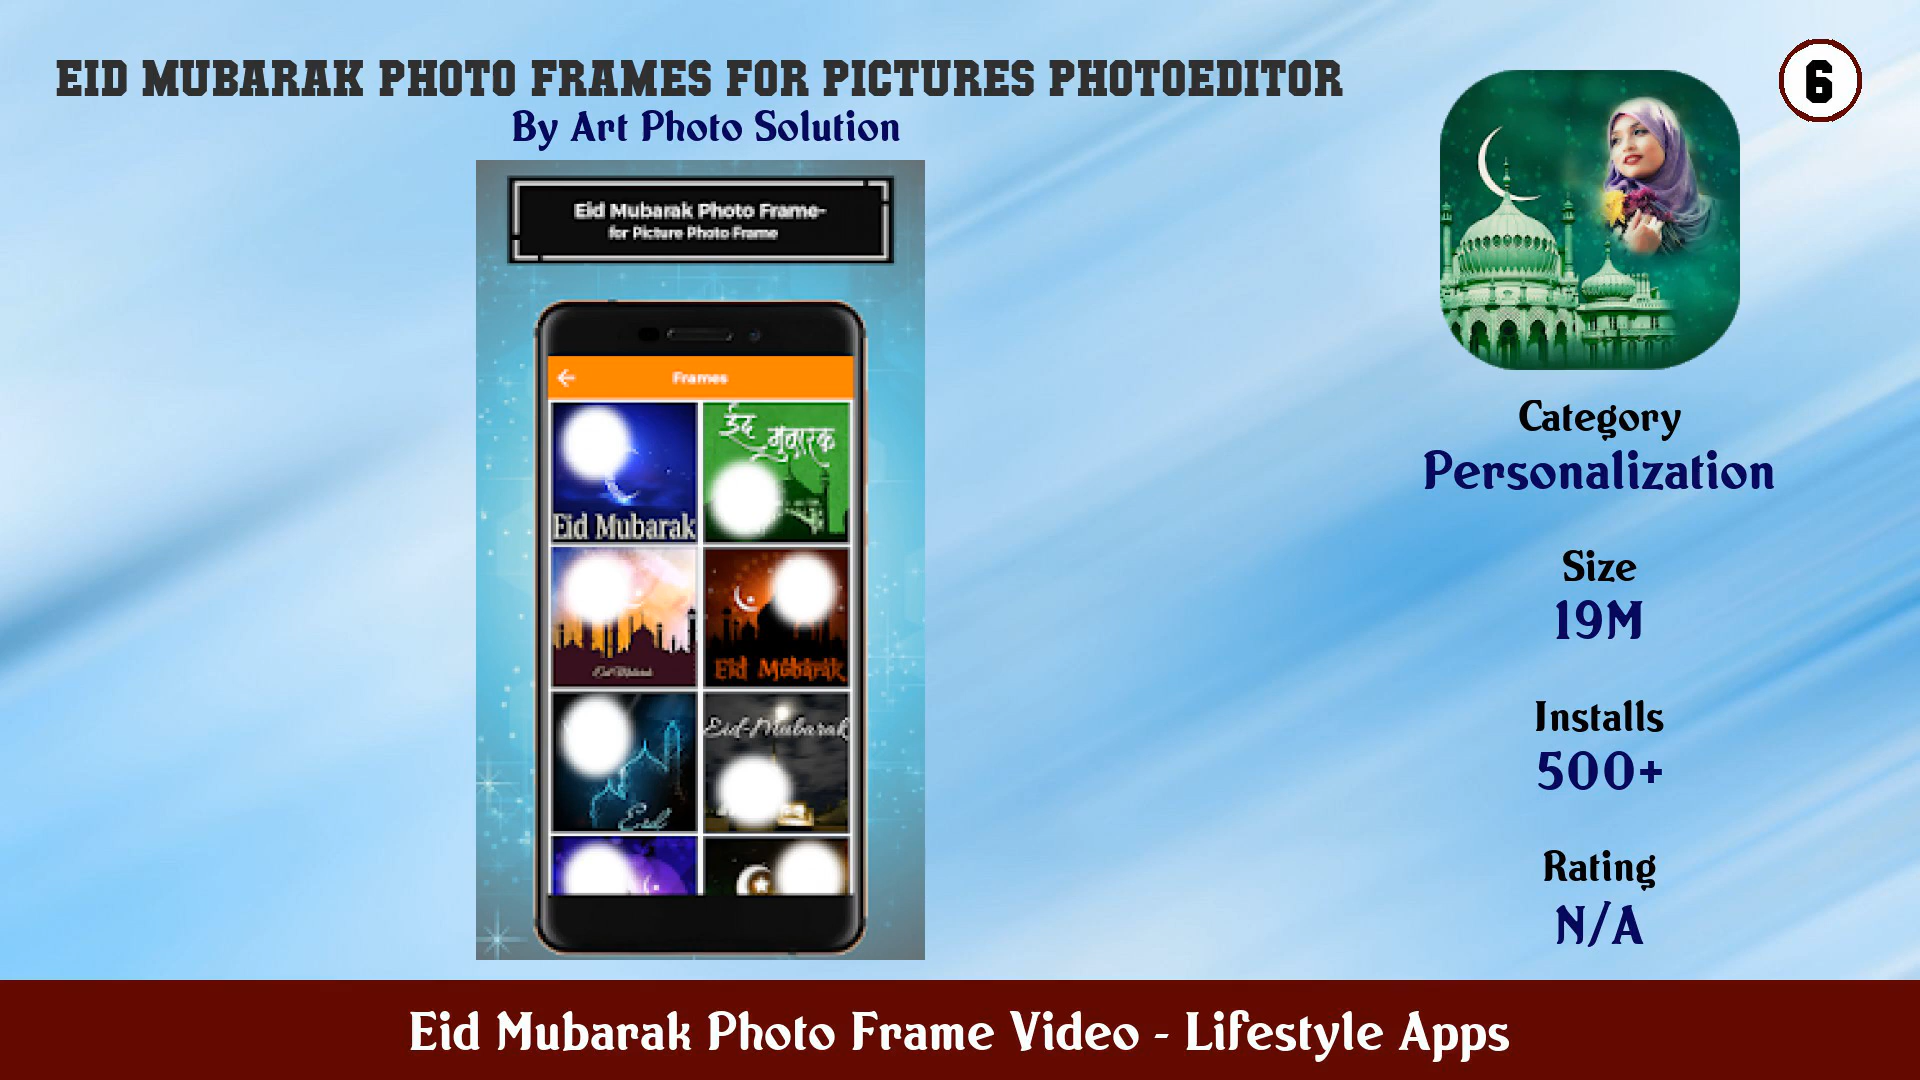 EID MUBARAK PHOTO FRAMES FOR PICTURES PHOTOEDITOR
By Art Photo Solution
6
Eid Mubarak Photo Frame-
for Picture Photo Frame
Frames
Eid Mubarak
ईद मुबारक
Eid Mubarak
Eid Mubarak
Eid
Eid-Mubarak
Category
Personalization
Size
19M
Installs
500+
Rating
N/A
Eid Mubarak Photo Frame Video - Lifestyle Apps